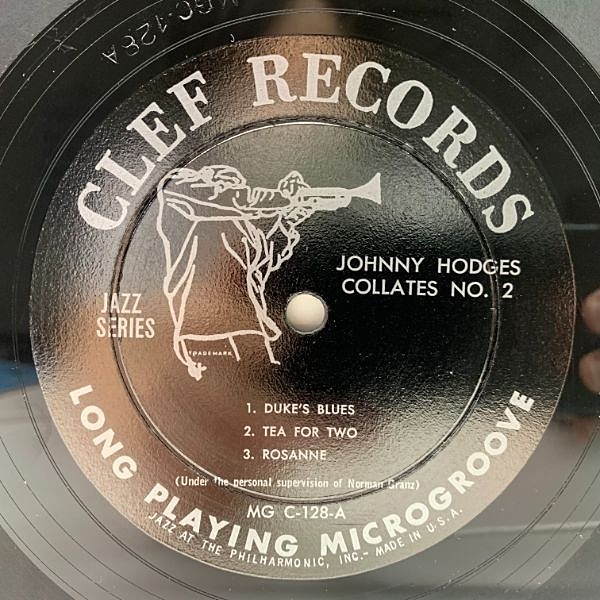 MGC-128A
CLEF RECORDS
JOHNNY HODGES
COLLATES NO. 2
JAZZ
SERIES
TRADEMARK
1. DUKE'S BLUES
2. TEA FOR TWO
3. ROSANNE
(Under the personal supervision of Norman Granz)
MG C-128-A
LONG PLAYING MICROGROOVE
JAZZ AT THE PHILHARMONIC, INC.- MADE IN U.S.A.